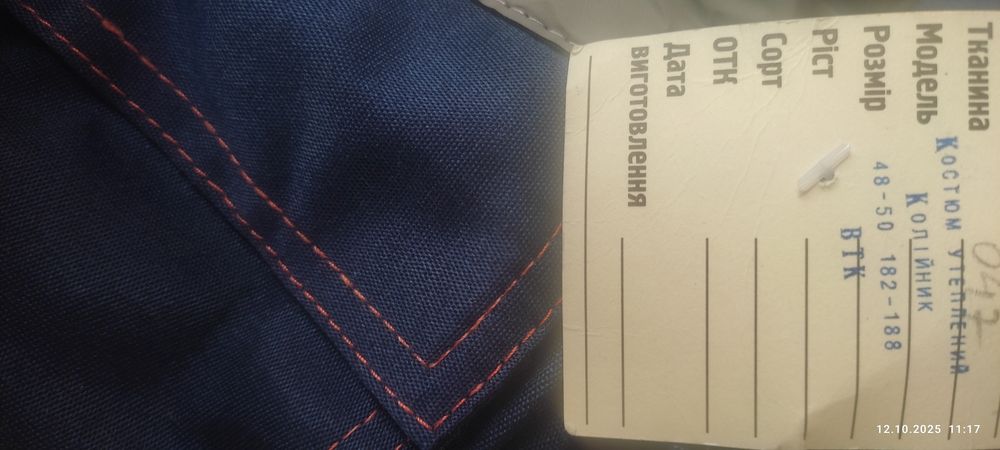 Тканина 047
Модель Костюм утеплений
Колійник
Розмір 48-50 182-188
ВТК
Ріст
Сорт
ОТК
Дата
виготовлення
12.10.2025 11:17